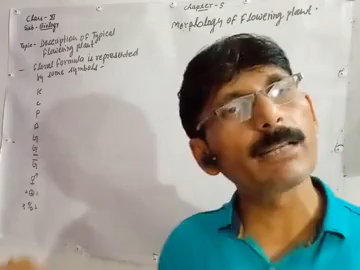 Class - XI
Sub - Biology
Chapter - 5
Morphology of Flowering plant.
Topic - Description of Typical
flowering plant
- Floral formula is represented
by some symbols -
K
C
P
A
G
G
G